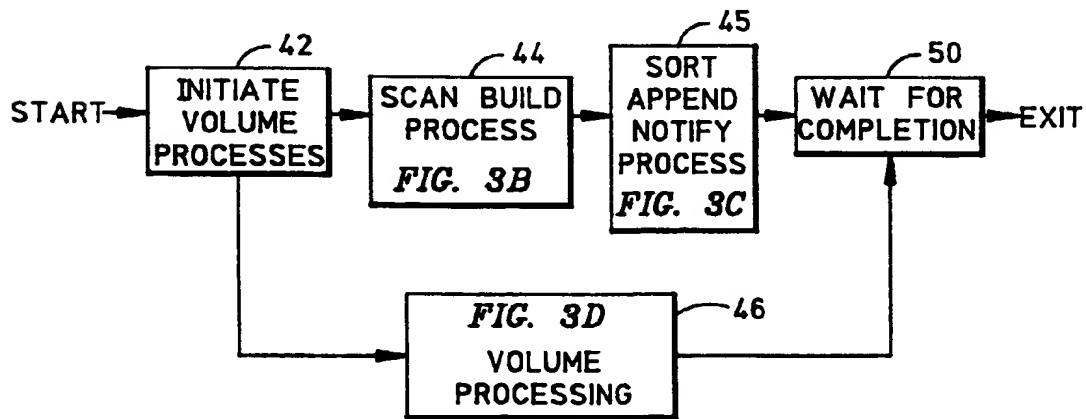 START
42
INITIATE
VOLUME
PROCESSES
44
SCAN BUILD
PROCESS
FIG. 3B
45
SORT
APPEND
NOTIFY
PROCESS
FIG. 3C
50
WAIT FOR
COMPLETION
EXIT
FIG. 3D
46
VOLUME
PROCESSING